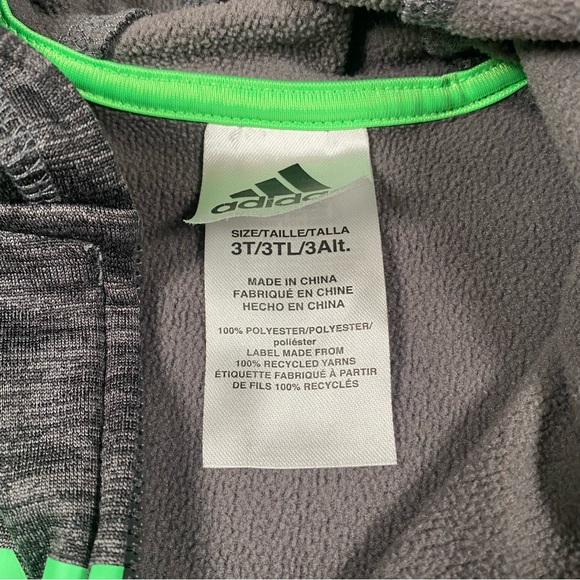 adidas
SIZE/TAILLE/TALLA
3T/3TL/3Alt.
MADE IN CHINA
FABRIQUÉ EN CHINE
HECHO EN CHINA
100% POLYESTER/POLYESTER/
poliéster
LABEL MADE FROM
100% RECYCLED YARNS
ÉTIQUETTE FABRIQUÉ À PARTIR
DE FILS 100% RECYCLÉS